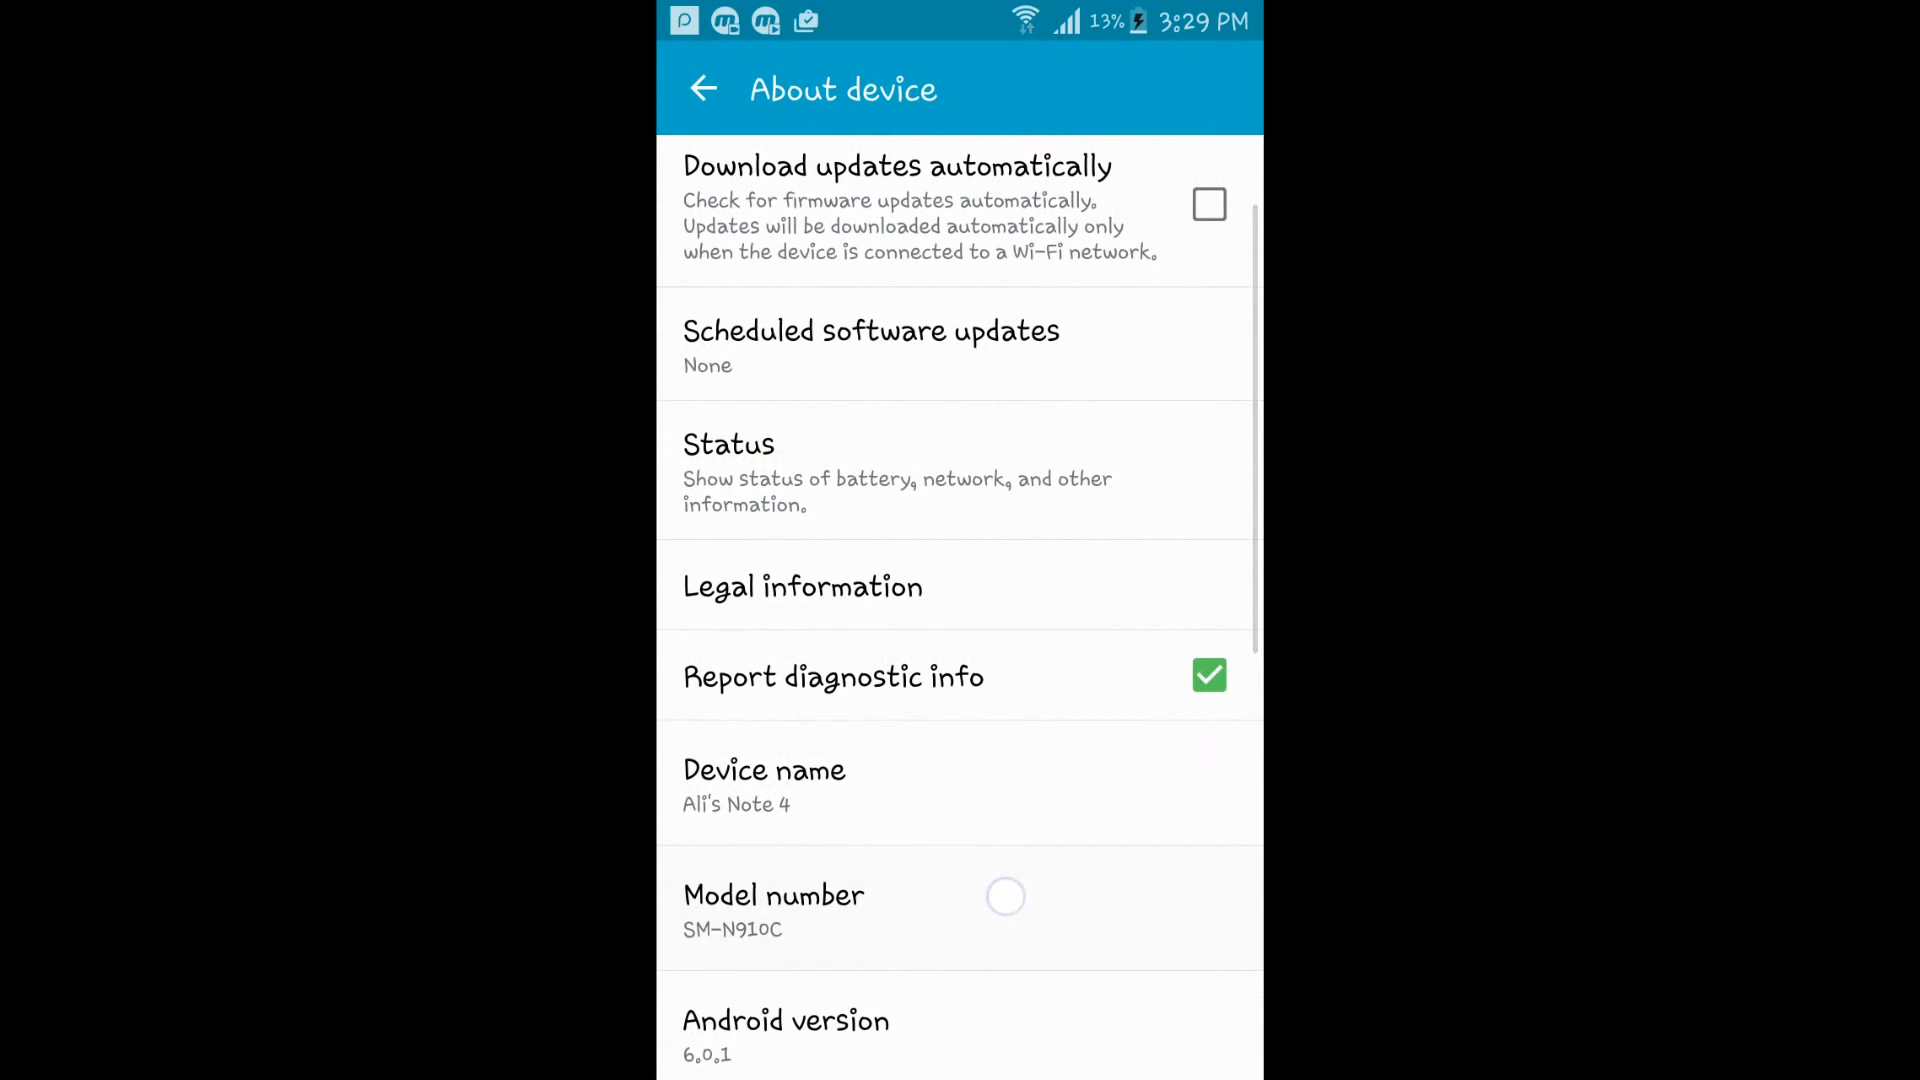 13% 3:29 PM
About device
Download updates automatically
Check for firmware updates automatically.
Updates will be downloaded automatically only
when the device is connected to a Wi-Fi network.
Scheduled software updates
None
Status
Show status of battery, network, and other
information.
Legal information
Report diagnostic info
Device name
Ali's Note 4
Model number
SM-N910C
Android version
6.0.1